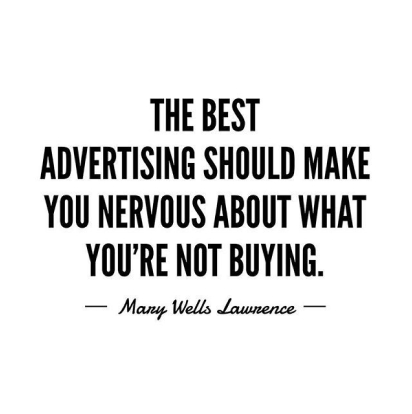 THE BEST
ADVERTISING SHOULD MAKE
YOU NERVOUS ABOUT WHAT
YOU’RE NOT BUYING.
— Mary Wells Lawrence —